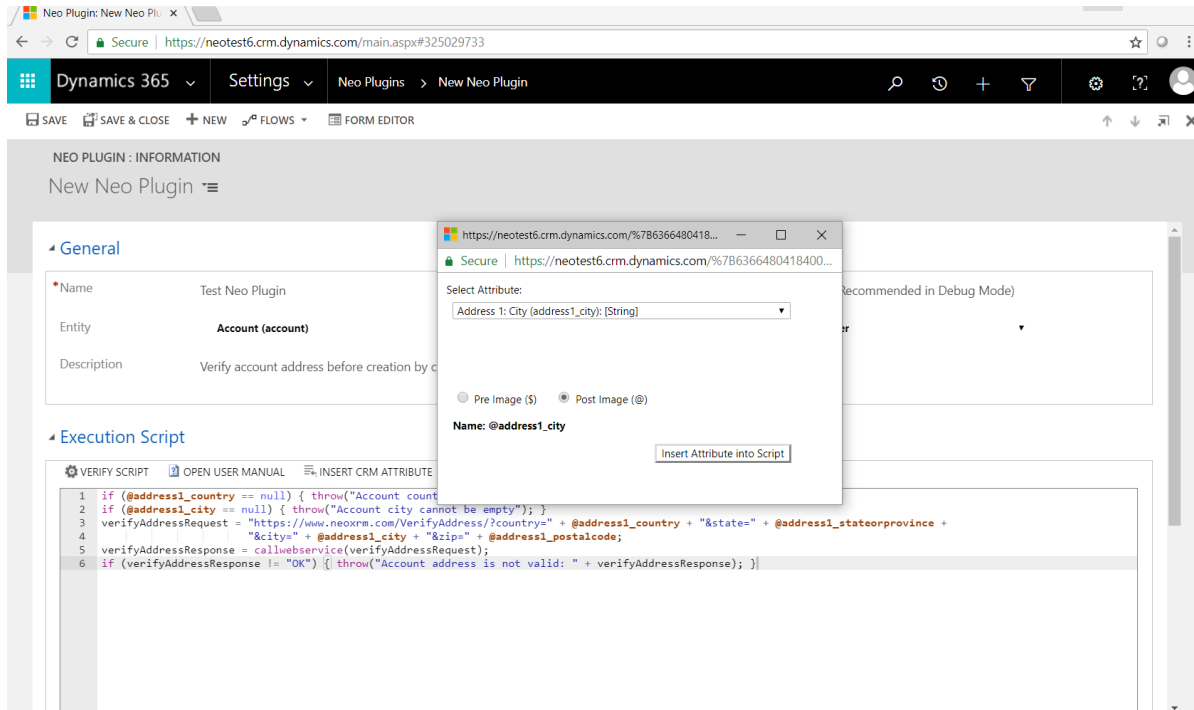 Neo Plugin: New Neo Plu
Secure https://neotest6.crm.dynamics.com/main.aspx#325029733
Dynamics 365 Settings Neo Plugins > New Neo Plugin
SAVE SAVE & CLOSE NEW FLOWS FORM EDITOR
NEO PLUGIN : INFORMATION
New Neo Plugin
General
*Name Test Neo Plugin (Recommended in Debug Mode)
Entity Account (account)
Description Verify account address before creation by
https://neotest6.crm.dynamics.com/%7B6366480418...
Secure https://neotest6.crm.dynamics.com/%7B6366480418400...
Select Attribute:
Address 1: City (address1_city): [String]
Pre Image ($) Post Image (@)
Name: @address1_city
Insert Attribute into Script
Execution Script
VERIFY SCRIPT OPEN USER MANUAL INSERT CRM ATTRIBUTE
1 if (@address1_country == null) { throw("Account count
2 if (@address1_city == null) { throw("Account city cannot be empty"); }
3 verifyAddressRequest = "https://www.neoxrm.com/VerifyAddress/?country=" + @address1_country + "&state=" + @address1_stateorprovince +
4 "&city=" + @address1_city + "&zip=" + @address1_postalcode;
5 verifyAddressResponse = callwebservice(verifyAddressRequest);
6 if (verifyAddressResponse != "OK") { throw("Account address is not valid: " + verifyAddressResponse); }